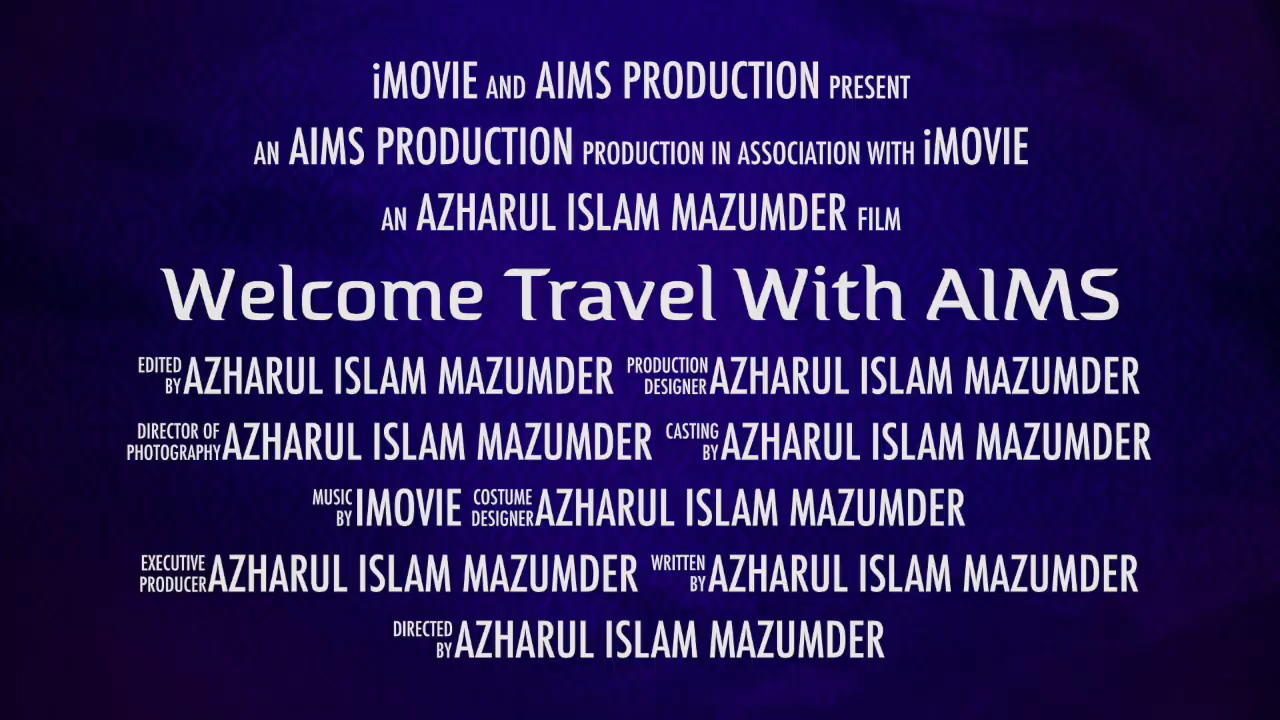 iMOVIE AND AIMS PRODUCTION PRESENT
AN AIMS PRODUCTION PRODUCTION IN ASSOCIATION WITH iMOVIE
AN AZHARUL ISLAM MAZUMDER FILM
Welcome Travel With AIMS
EDITED BY AZHARUL ISLAM MAZUMDER PRODUCTION DESIGNER AZHARUL ISLAM MAZUMDER
DIRECTOR OF PHOTOGRAPHY AZHARUL ISLAM MAZUMDER CASTING BY AZHARUL ISLAM MAZUMDER
MUSIC BY IMOVIE COSTUME DESIGNER AZHARUL ISLAM MAZUMDER
EXECUTIVE PRODUCER AZHARUL ISLAM MAZUMDER WRITTEN BY AZHARUL ISLAM MAZUMDER
DIRECTED BY AZHARUL ISLAM MAZUMDER